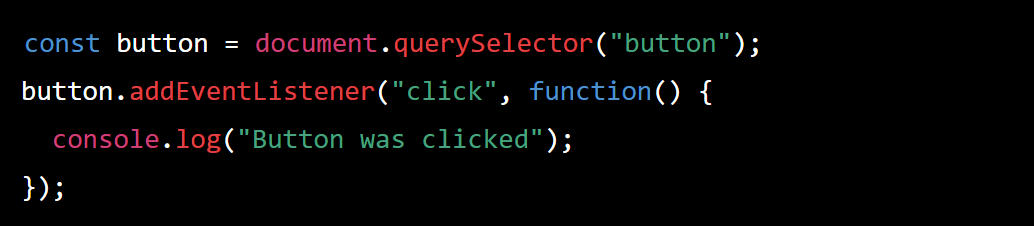 const button = document.querySelector("button");
button.addEventListener("click", function() {
  console.log("Button was clicked");
});